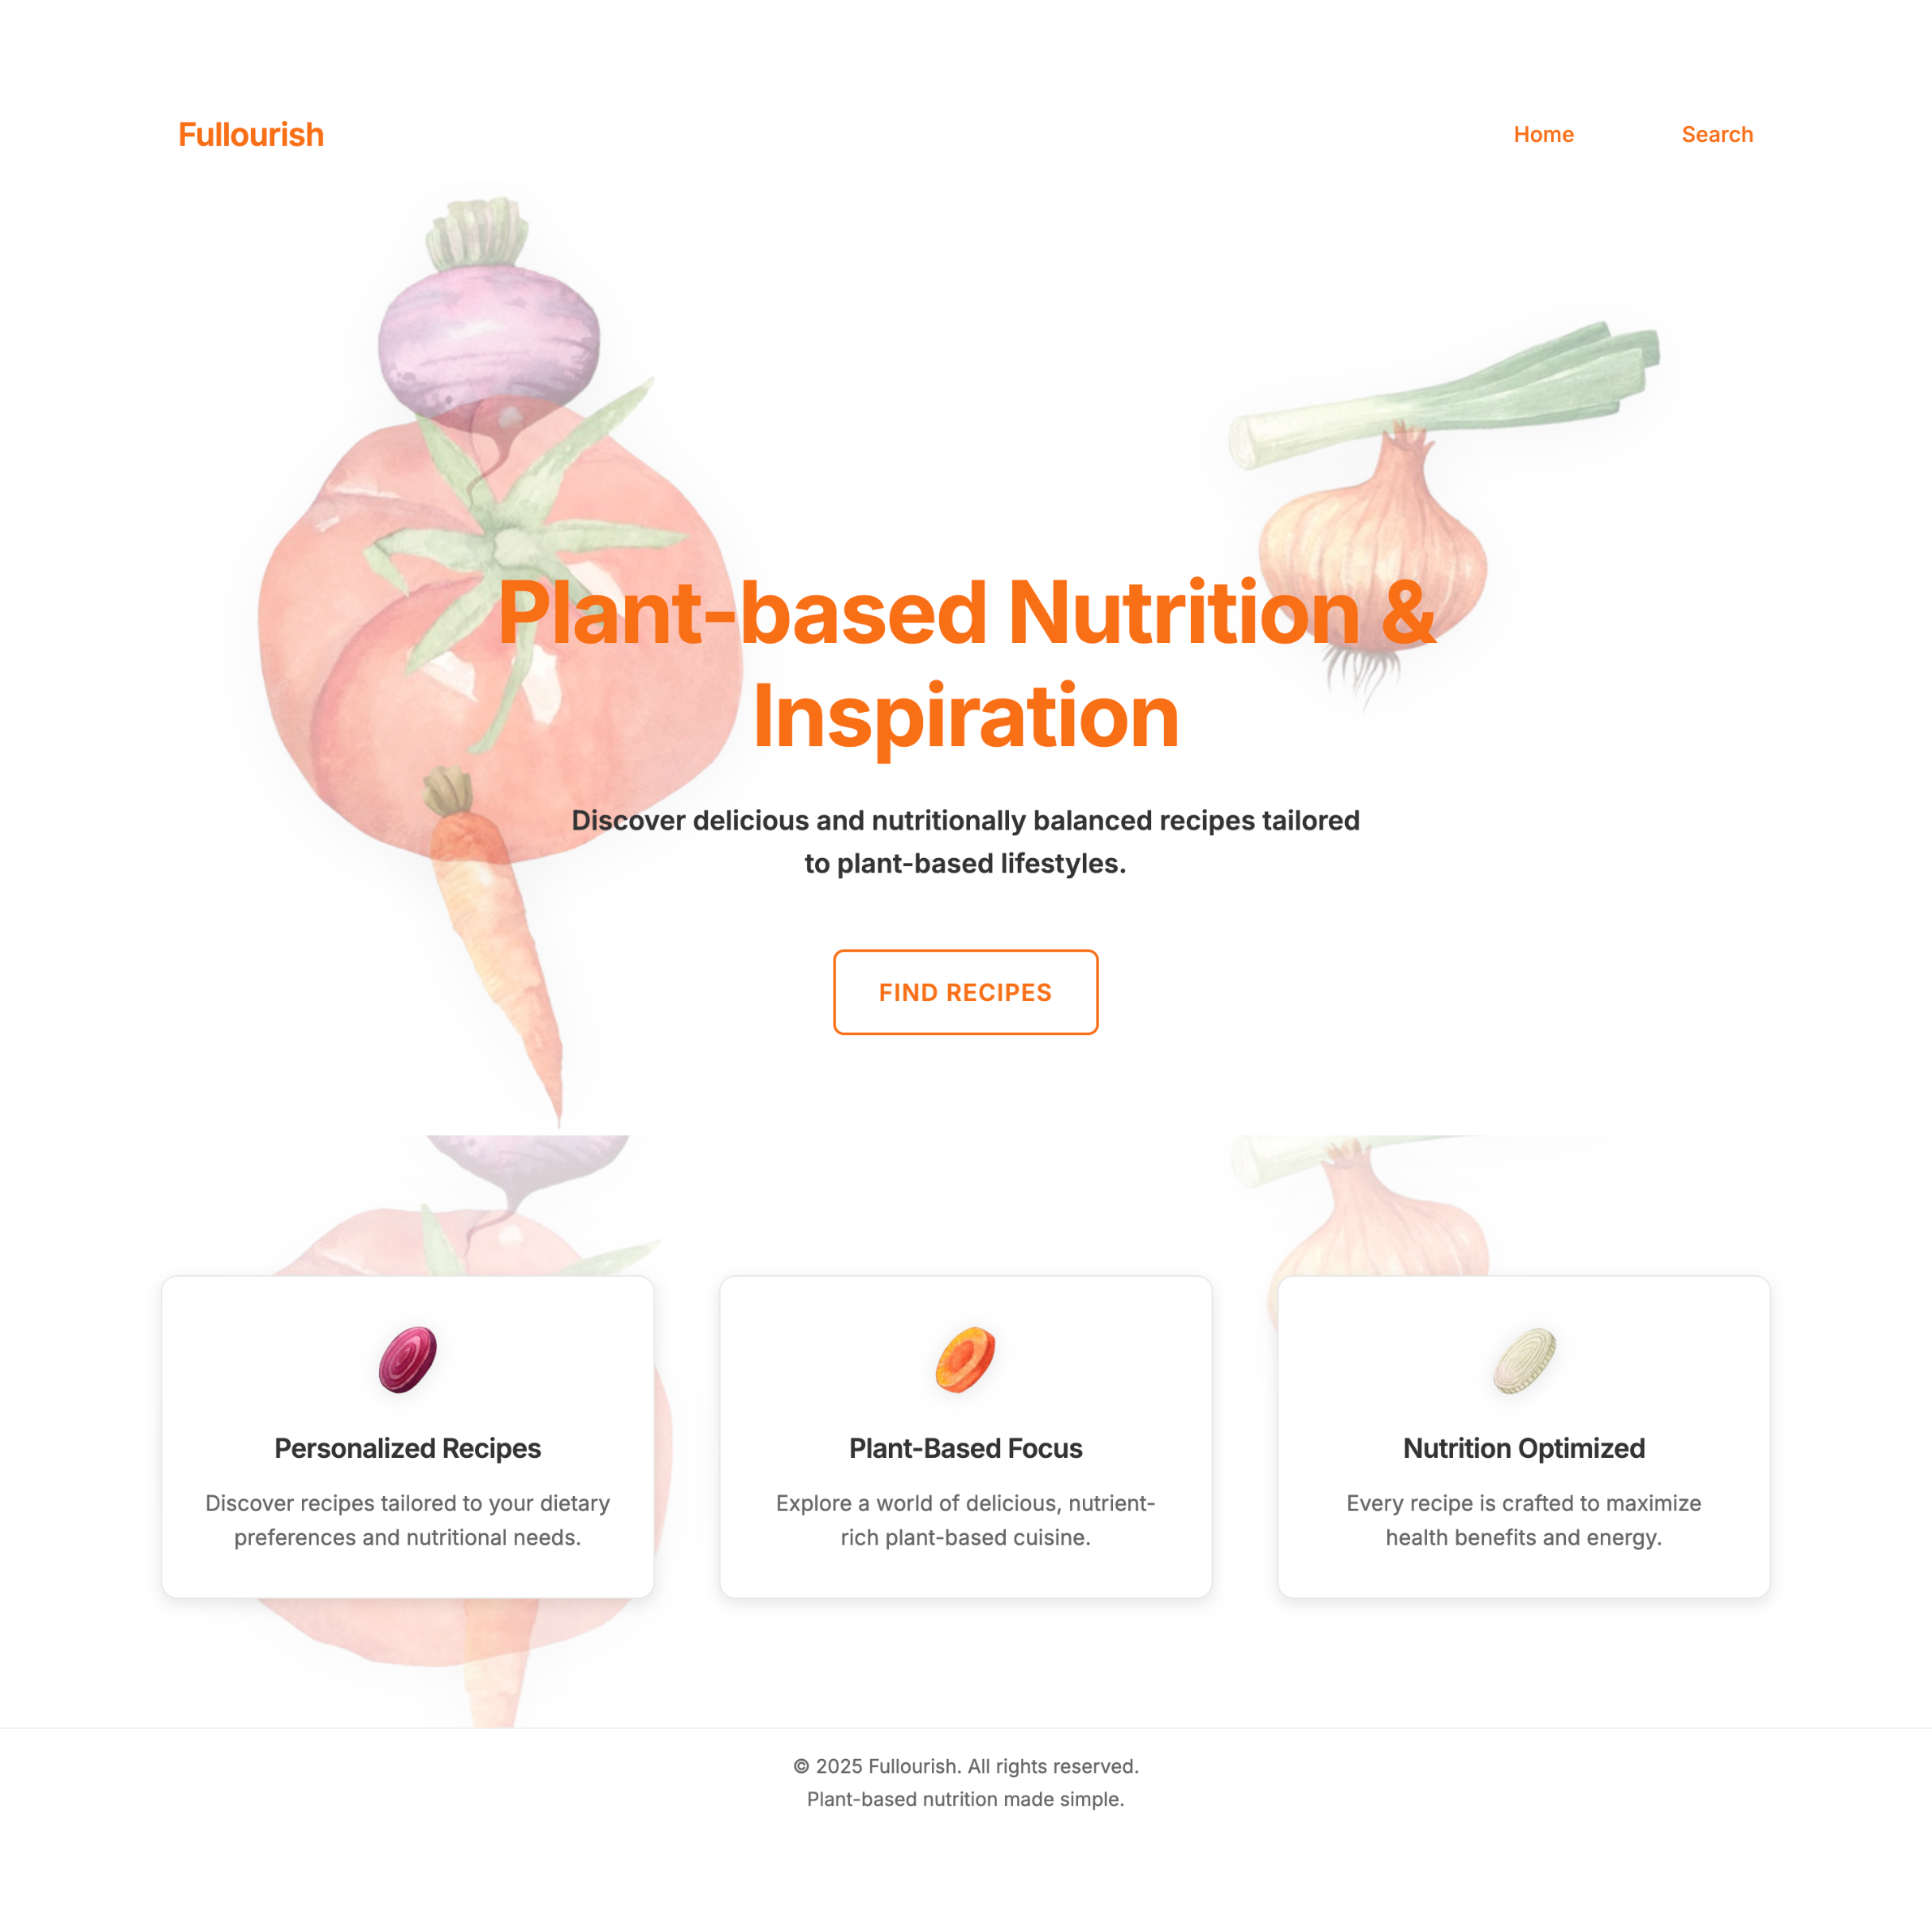 Fullourish
Home
Search
Plant-based Nutrition &
Inspiration
Discover delicious and nutritionally balanced recipes tailored
to plant-based lifestyles.
FIND RECIPES
Personalized Recipes
Discover recipes tailored to your dietary
preferences and nutritional needs.
Plant-Based Focus
Explore a world of delicious, nutrient-
rich plant-based cuisine.
Nutrition Optimized
Every recipe is crafted to maximize
health benefits and energy.
© 2025 Fullourish. All rights reserved.
Plant-based nutrition made simple.